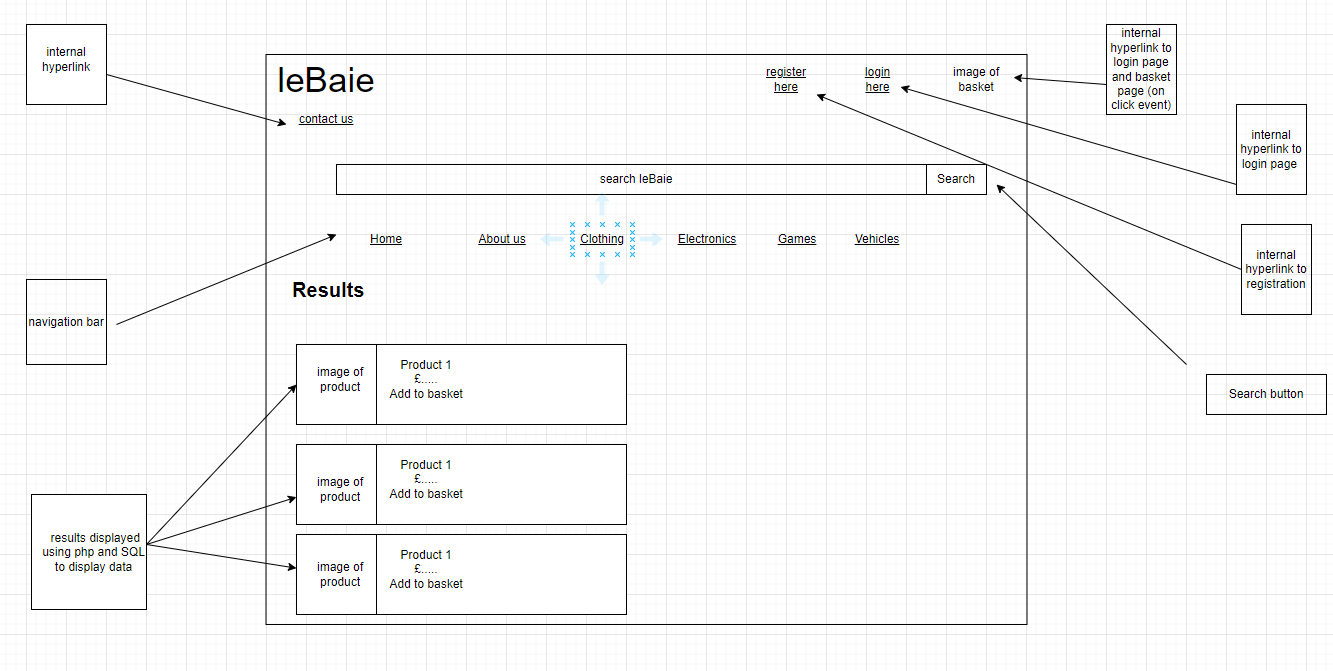 internal
hyperlink
leBaie
contact us
register
here
login
here
image of
basket
internal
hyperlink to
login page
and basket
page (on
click event)
internal
hyperlink to
login page
search leBaie
Search
Home
About us
Clothing
Electronics
Games
Vehicles
internal
hyperlink to
registration
navigation bar
Results
image of
product
Product 1
£.....
Add to basket
Search button
image of
product
Product 1
£.....
Add to basket
results displayed
using php and SQL
to display data
image of
product
Product 1
£.....
Add to basket